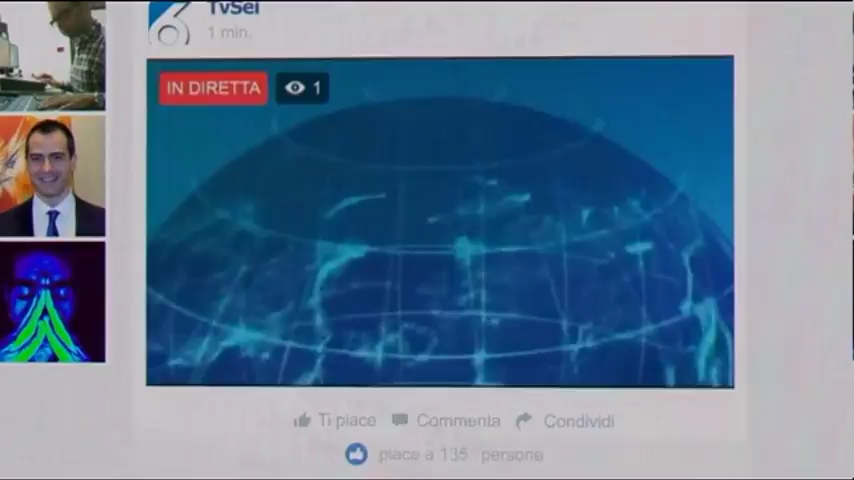 TvSei
1 min.
IN DIRETTA 1
Ti piace Commenta Condividi
piace a 135 persone